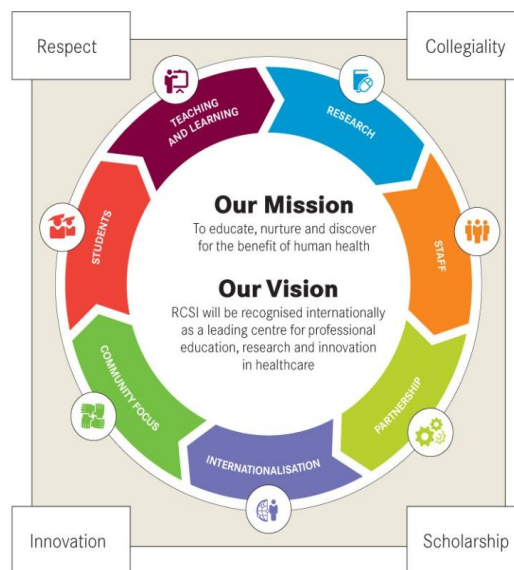 Respect
Collegiality
TEACHING
AND LEARNING
RESEARCH
STAFF
PARTNERSHIP
INTERNATIONALISATION
COMMUNITY FOCUS
STUDENTS
Our Mission
To educate, nurture and discover
for the benefit of human health
Our Vision
RCSI will be recognised internationally
as a leading centre for professional
education, research and innovation
in healthcare
Innovation
Scholarship